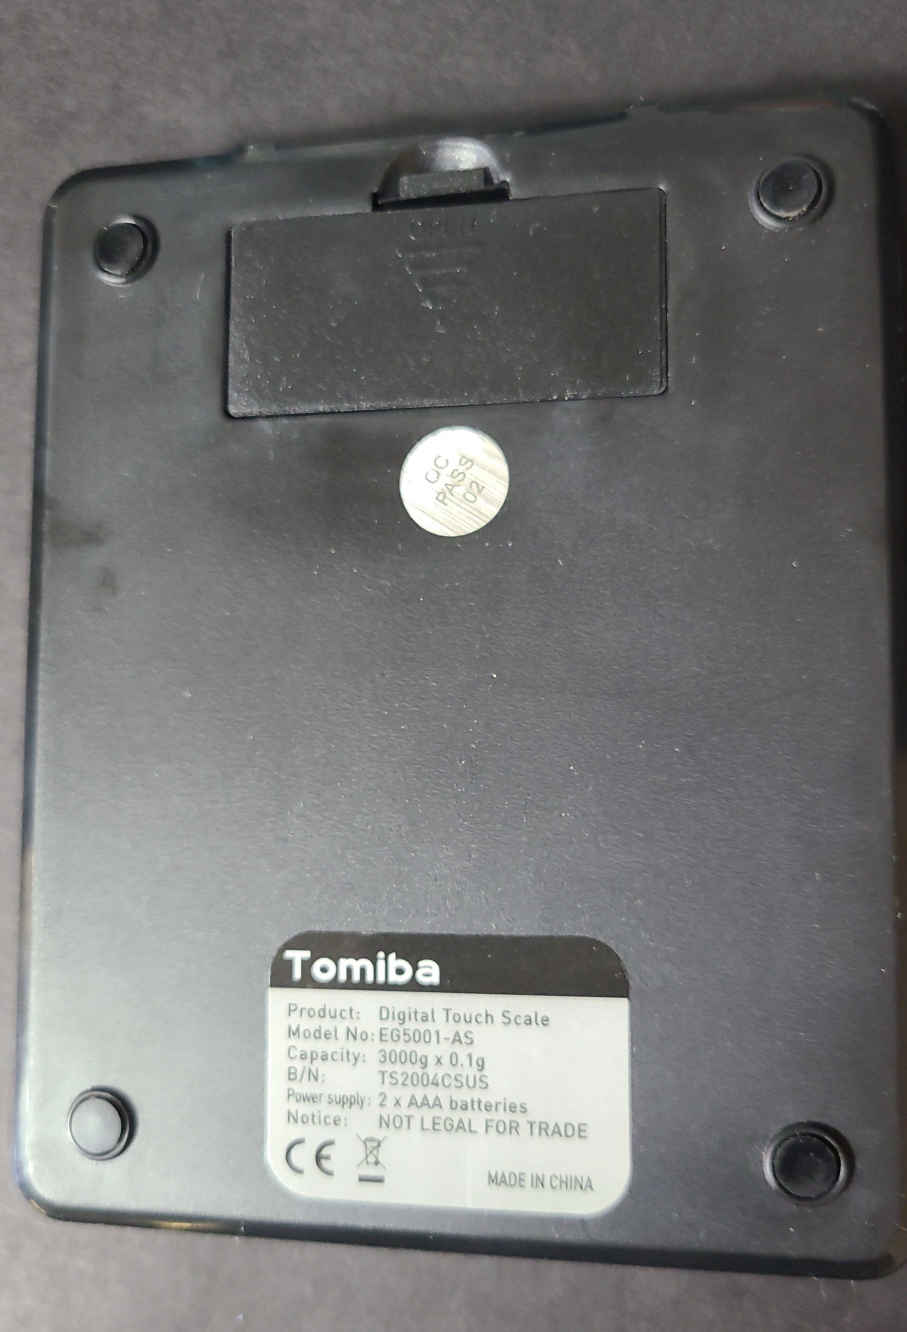 OPEN
QC
PASS
02
Tomiba
Product: Digital Touch Scale
Model No: EG5001-AS
Capacity: 3000g x 0.1g
B/N: TS2004CSUS
Power supply: 2 x AAA batteries
Notice: NOT LEGAL FOR TRADE
CE
MADE IN CHINA